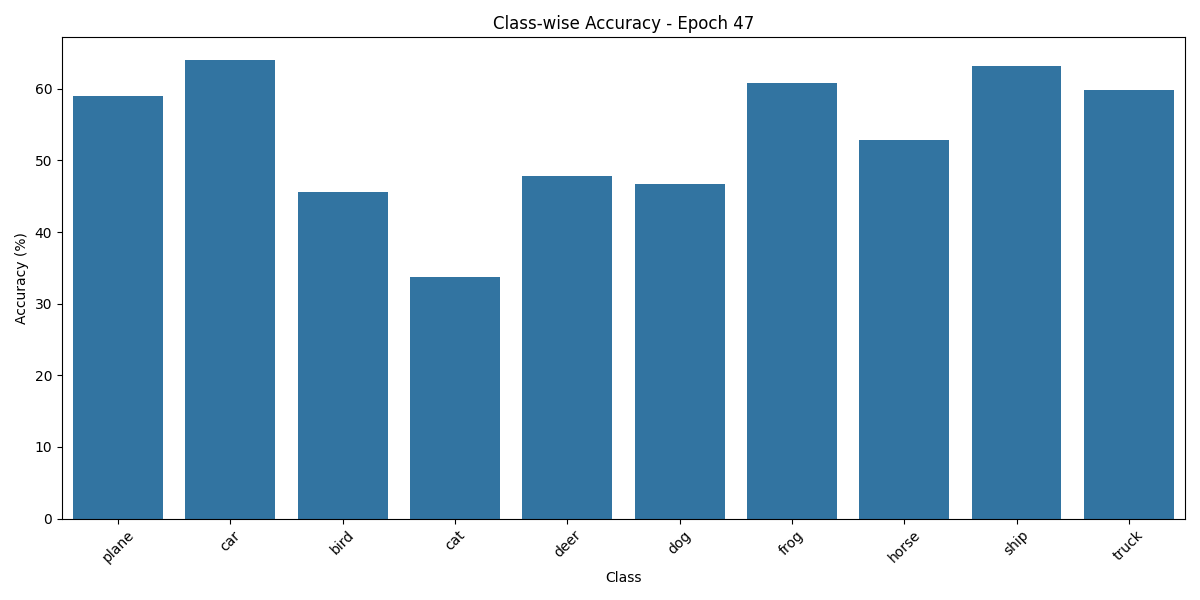 Class-wise Accuracy - Epoch 47
Accuracy (%)
60
50
40
30
20
10
0
plane
car
bird
cat
deer
dog
frog
horse
ship
truck
Class